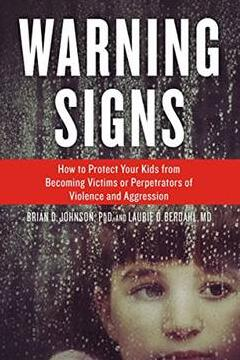 WARNING
SIGNS
How to Protect Your Kids from
Becoming Victims or Perpetrators of
Violence and Aggression
BRIAN D. JOHNSON, PhD, AND LAURIE D. BERDAHL, MD